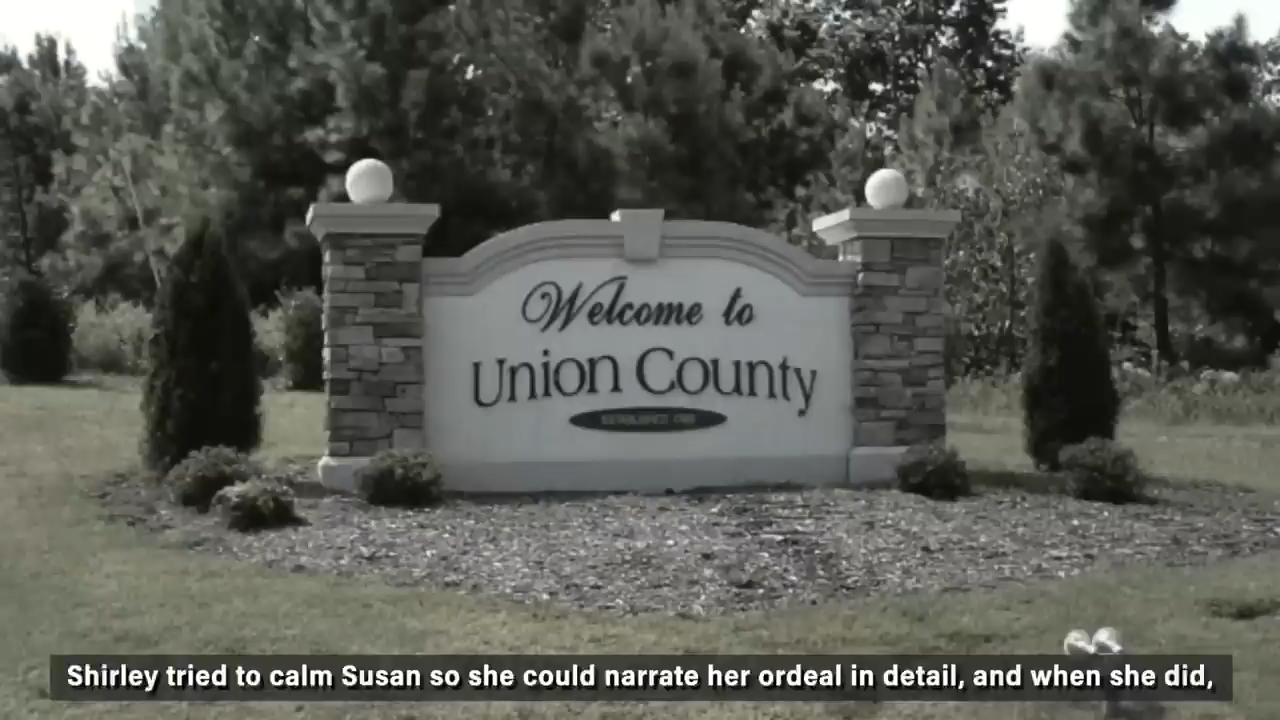 Welcome to
Union County
Shirley tried to calm Susan so she could narrate her ordeal in detail, and when she did,